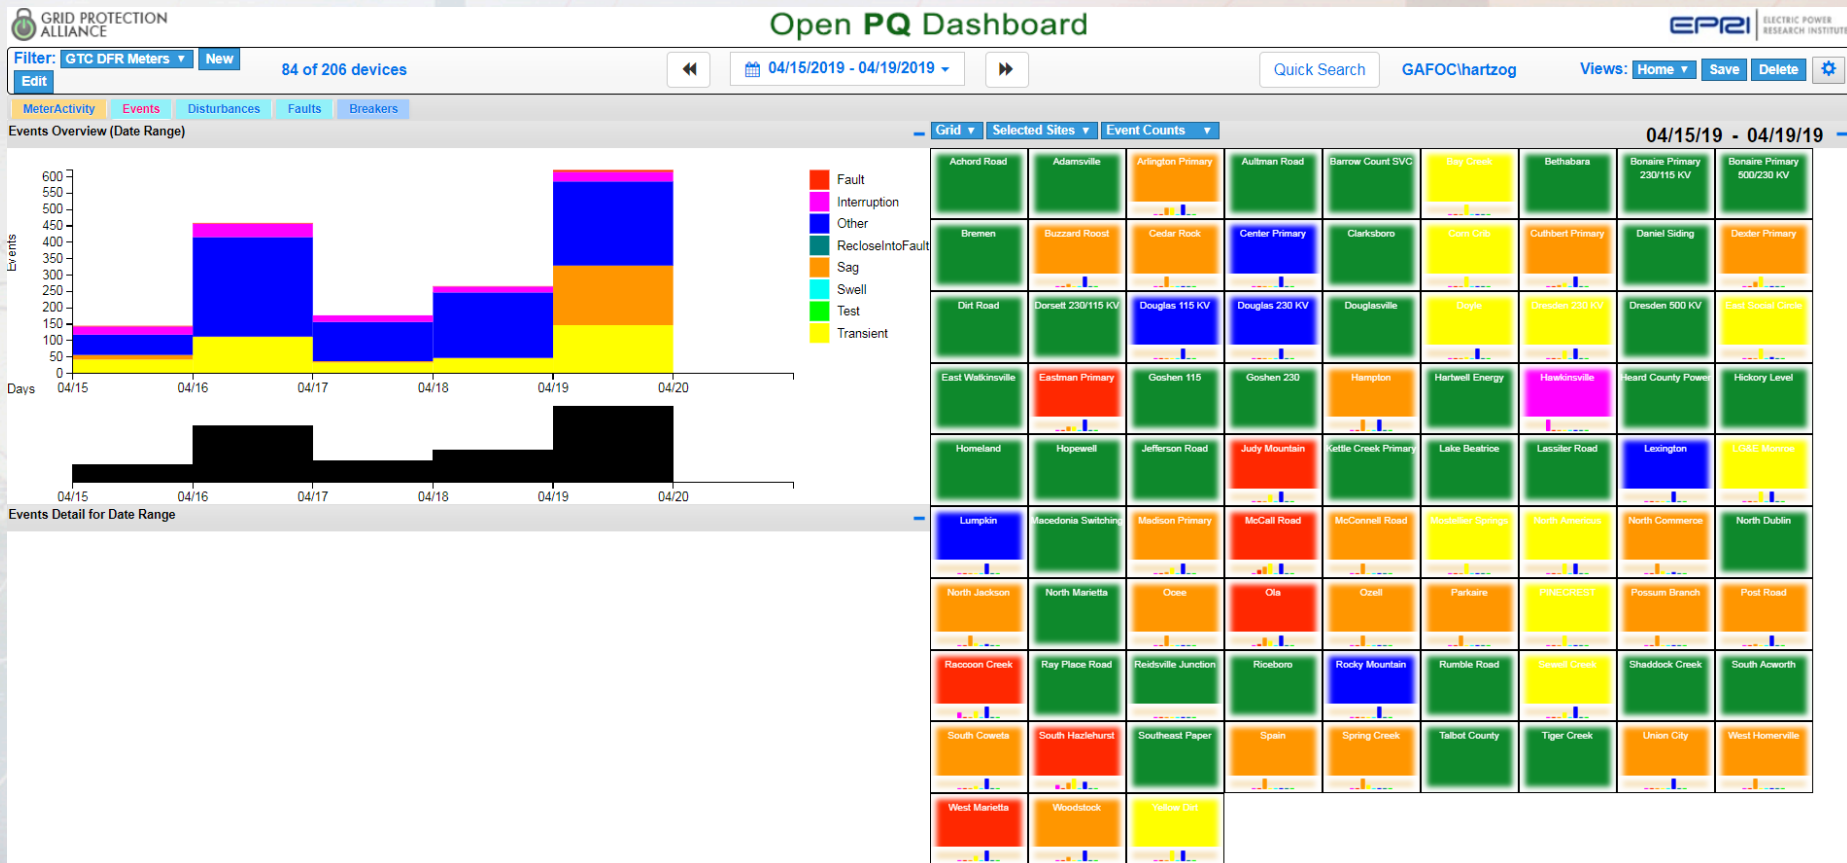 GRID PROTECTION
ALLIANCE
Open PQ Dashboard
EPRI ELECTRIC POWER
RESEARCH INSTITUTE
Filter: GTC DFR Meters ▼ New
Edit
84 of 206 devices
04/15/2019 - 04/19/2019
Quick Search
GAFOC\hartzog
Views: Home ▼ Save Delete
MeterActivity Events Disturbances Faults Breakers
Events Overview (Date Range)
Grid ▼ Selected Sites ▼ Event Counts ▼
04/15/19 - 04/19/19
600
550
500
450
400
350
300
250
200
150
100
50
0
Events
Days
04/15 04/16 04/17 04/18 04/19 04/20
Fault
Interruption
Other
RecloseIntoFault
Sag
Swell
Test
Transient
04/15 04/16 04/17 04/18 04/19 04/20
Events Detail for Date Range
Achord Road Adamsville Arlington Primary Aultman Road Barrow Count SVC Bay Creek Bethabara Bonaire Primary Bonaire Primary
230/115 KV 500/230 KV
Bremen Buzzard Roost Cedar Rock Center Primary Clarksboro Corn Crib Cuthbert Primary Daniel Siding Dexter Primary
Dirt Road Dorsett 230/115 KV Douglas 115 KV Douglas 230 KV Douglasville Doyle Dresden 230 KV Dresden 500 KV East Social Circle
East Watkinsville Eastman Primary Goshen 115 Goshen 230 Hampton Hartwell Energy Hawkinsville Heard County Power Hickory Level
Homeland Hopewell Jefferson Road Judy Mountain Kettle Creek Primary Lake Beatrice Lassiter Road Lexington LG&E Monroe
Lumpkin Macedonia Switching Madison Primary McCall Road McConnell Road Mosteller Springs North Americus North Commerce North Dublin
North Jackson North Marietta Ocee Ola Ozell Parkaire PINECREST Possum Branch Post Road
Raccoon Creek Ray Place Road Reidsville Junction Riceboro Rocky Mountain Rumble Road Sewell Creek Shaddock Creek South Acworth
South Coweta South Hazlehurst Southeast Paper Spain Spring Creek Talbot County Tiger Creek Union City West Homerville
West Marietta Woodstock Yellow Dirt